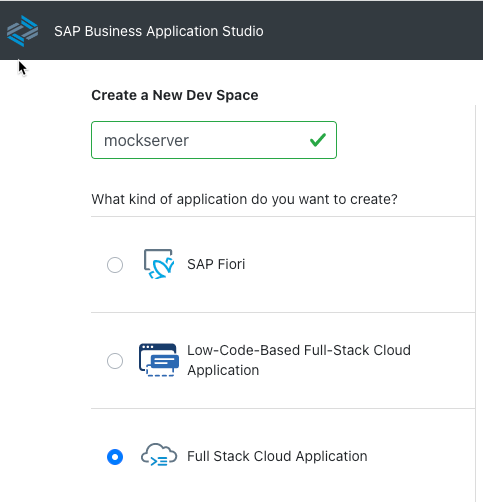 SAP Business Application Studio
Create a New Dev Space
mockserver
What kind of application do you want to create?
SAP Fiori
Low-Code-Based Full-Stack Cloud
Application
Full Stack Cloud Application